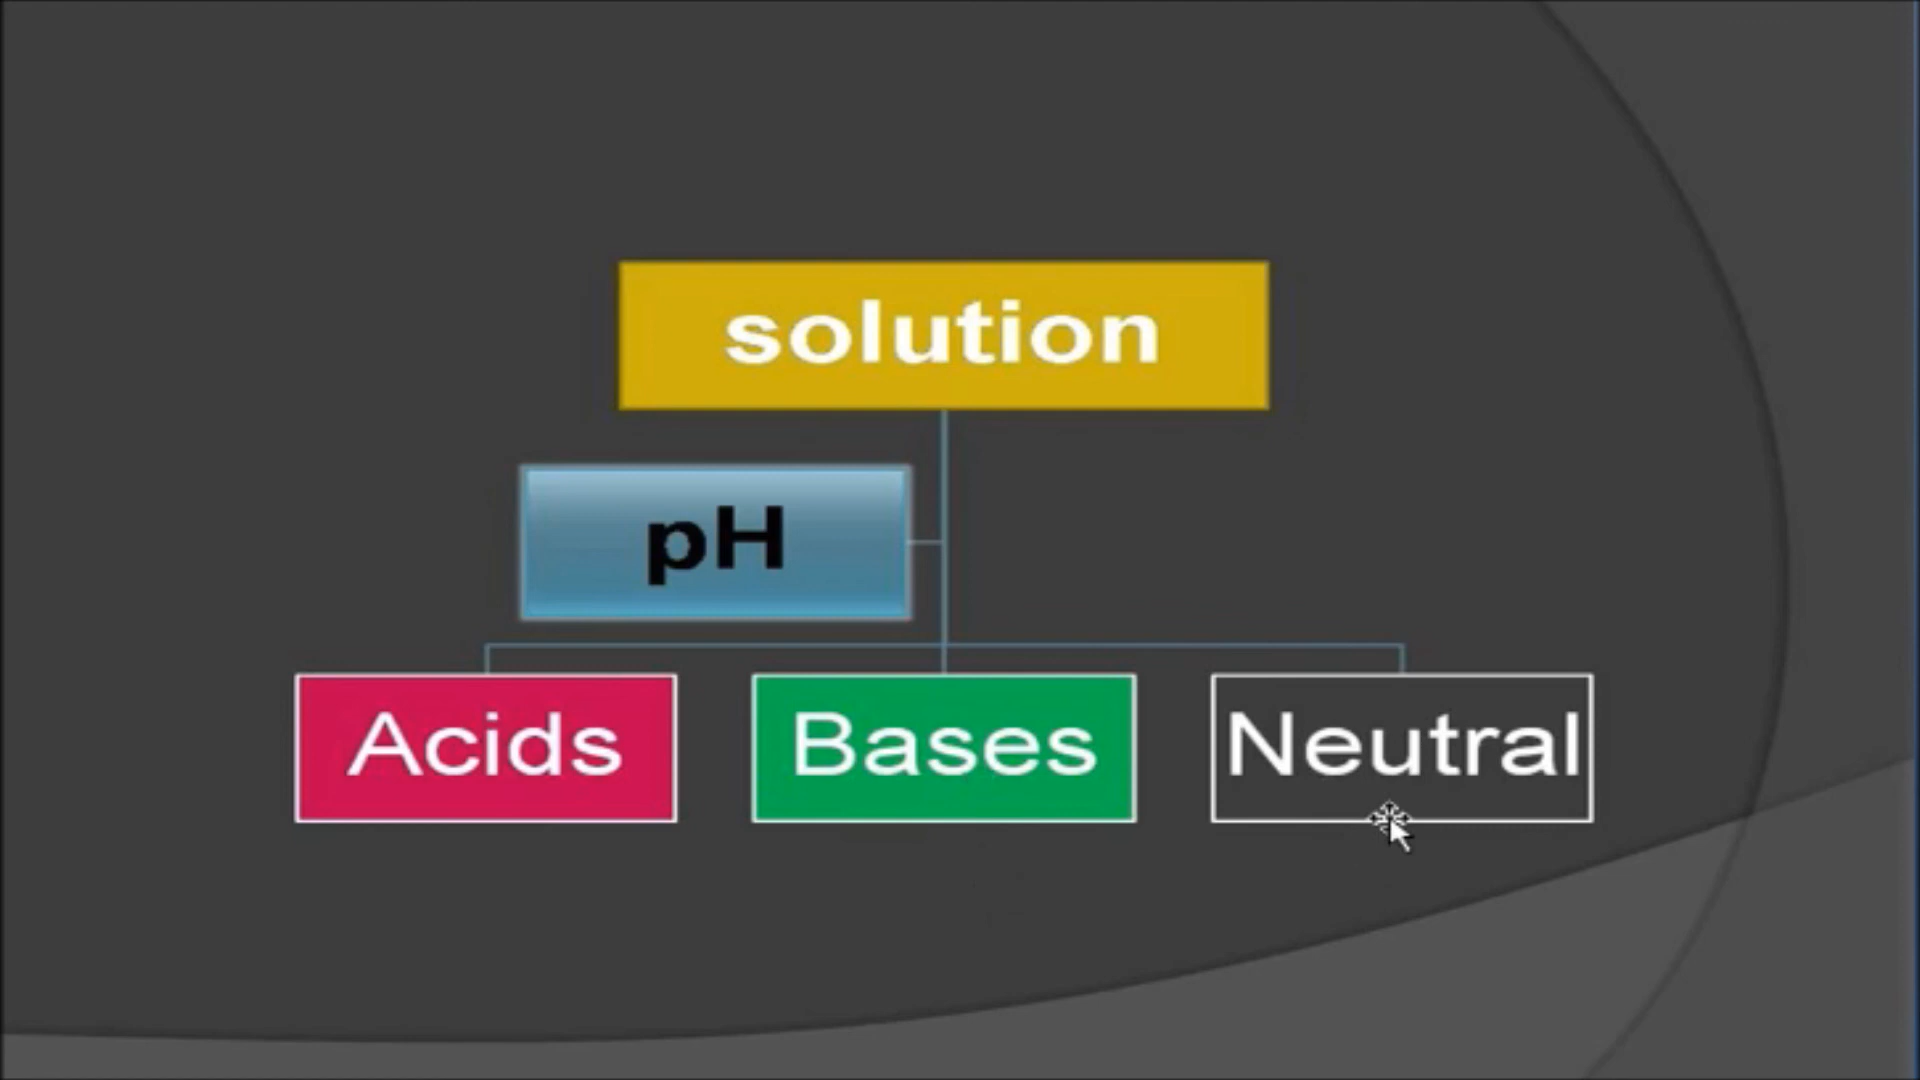 solution
pH
Acids
Bases
Neutral